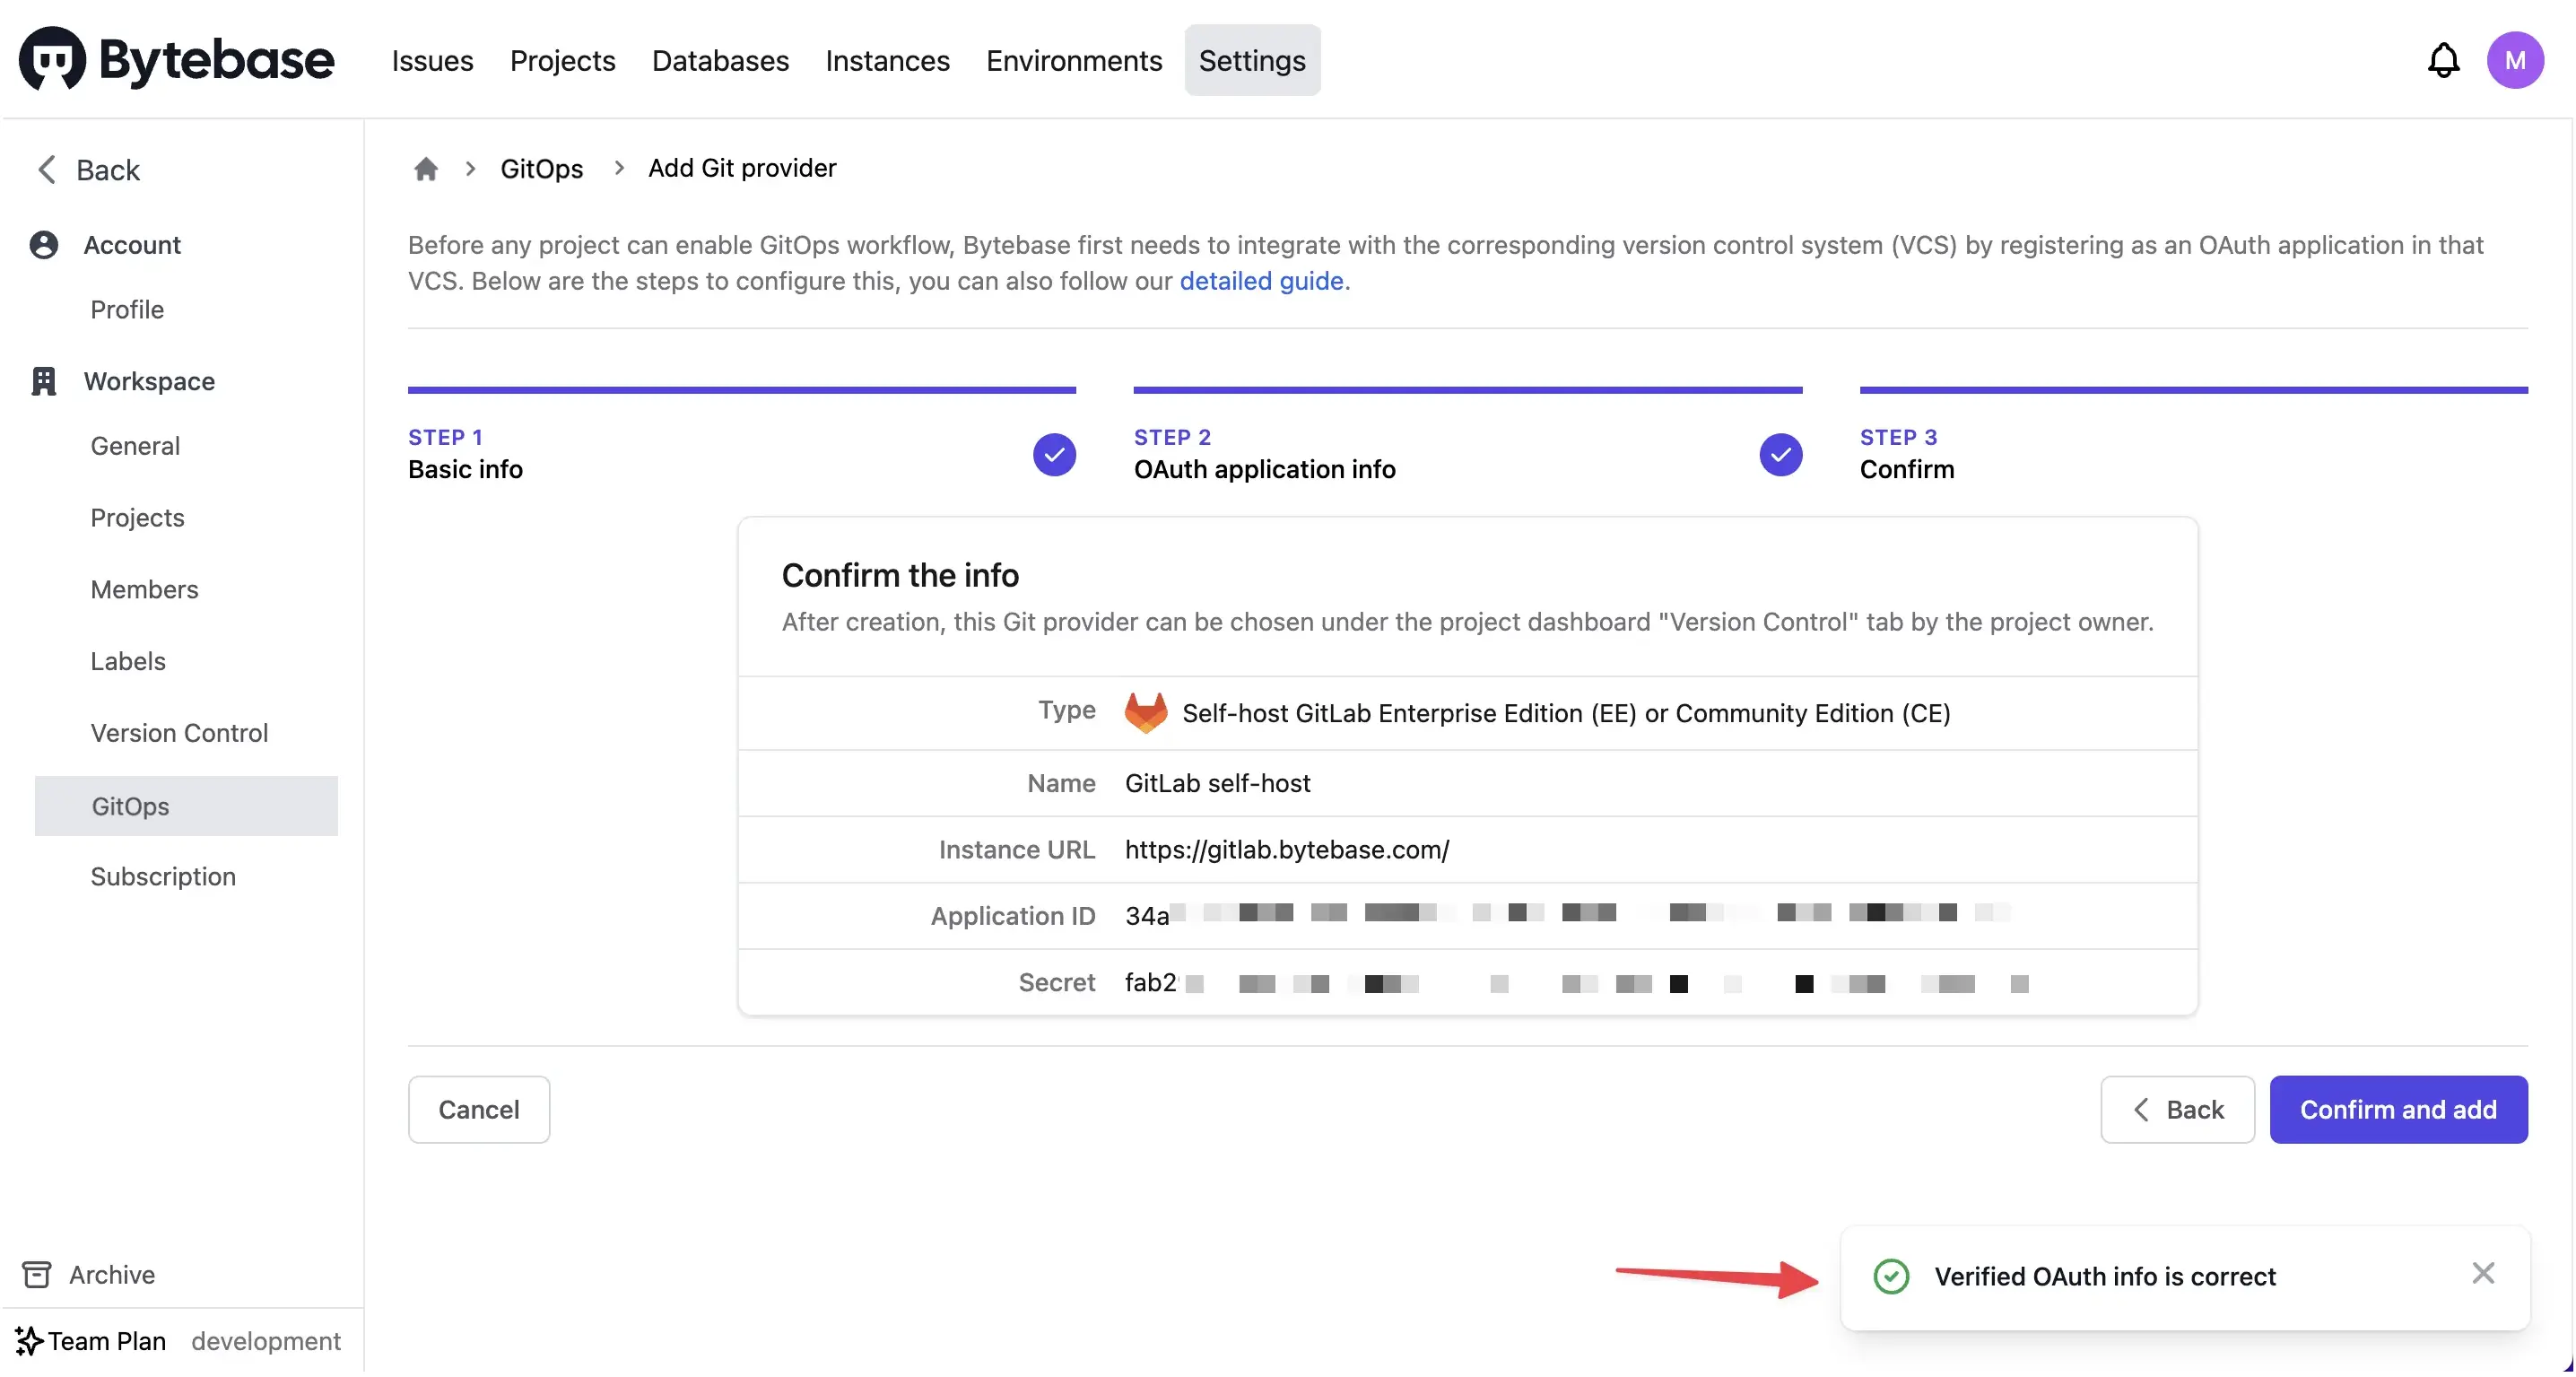 Bytebase
Issues Projects Databases Instances Environments Settings
M
Back
Account
Profile
Workspace
General
Projects
Members
Labels
Version Control
GitOps
Subscription
Archive
Team Plan development
GitOps Add Git provider
Before any project can enable GitOps workflow, Bytebase first needs to integrate with the corresponding version control system (VCS) by registering as an OAuth application in that
VCS. Below are the steps to configure this, you can also follow our detailed guide.
STEP 1
Basic info
STEP 2
OAuth application info
STEP 3
Confirm
Confirm the info
After creation, this Git provider can be chosen under the project dashboard "Version Control" tab by the project owner.
Type Self-host GitLab Enterprise Edition (EE) or Community Edition (CE)
Name GitLab self-host
Instance URL https://gitlab.bytebase.com/
Application ID 34a
Secret fab2
Cancel
Back
Confirm and add
Verified OAuth info is correct